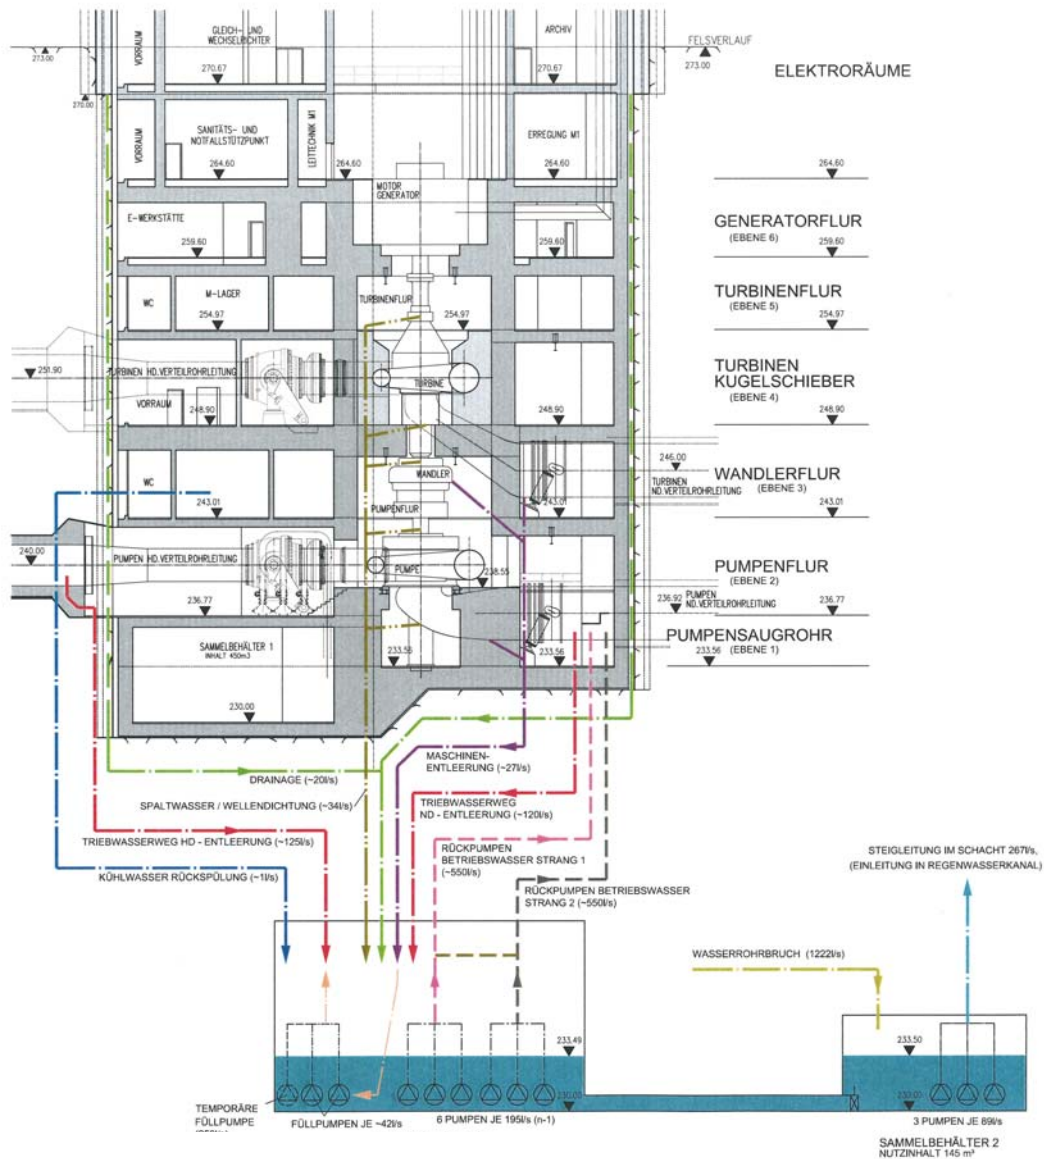 GLEICH- UND
WECHSELRICHTER
VORRAUM
ARCHIV
FELSVERLAUF
273.00
273.00
270.67
270.67
270.00
ELEKTRORÄUME
VORRAUM
SANITÄTS- UND
NOTFALLSTÜTZPUNKT
LEITTECHNIK M1
ERREGUNG M1
264.60
264.60
264.60
264.60
MOTOR
GENERATOR
E-WERKSTÄTTE
259.60
259.60
GENERATORFLUR
(EBENE 6)
259.60
WC
M-LAGER
254.97
TURBINENFLUR
254.97
TURBINENFLUR
(EBENE 5)
254.97
251.90
TURBINEN HD.VERTEILROHRLEITUNG
TURBINE
VORRAUM
248.90
248.90
TURBINEN
KUGELSCHIEBER
(EBENE 4)
248.90
WC
243.01
WANDLER
243.01
246.00
TURBINEN
ND.VERTEILROHRLEITUNG
WANDLERFLUR
(EBENE 3)
243.01
PUMPENFLUR
240.00
PUMPEN HD.VERTEILROHRLEITUNG
PUMPE
238.55
236.77
PUMPENFLUR
(EBENE 2)
236.92
PUMPEN
ND.VERTEILROHRLEITUNG
236.77
SAMMELBEHÄLTER 1
INHALT 450m3
233.56
233.56
PUMPENSAUGROHR
(EBENE 1)
233.56
230.00
DRAINAGE (~20l/s)
MASCHINEN-
ENTLEERUNG (~27l/s)
SPALTWASSER / WELLENDICHTUNG (~34l/s)
TRIEBWASSERWEG
ND - ENTLEERUNG (~120l/s)
TRIEBWASSERWEG HD - ENTLEERUNG (~125l/s)
RÜCKPUMPEN
BETRIEBSWASSER STRANG 1
(~550l/s)
KÜHLWASSER RÜCKSPÜLUNG (~1l/s)
RÜCKPUMPEN BETRIEBSWASSER
STRANG 2 (~550l/s)
STEIGLEITUNG IM SCHACHT 267l/s,
(EINLEITUNG IN REGENWASSERKANAL)
WASSERROHRBRUCH (1222l/s)
233.49
233.50
230.00
230.00
TEMPORÄRE
FÜLLPUMPE
FÜLLPUMPEN JE ~42l/s
6 PUMPEN JE 195l/s (n-1)
3 PUMPEN JE 89l/s
SAMMELBEHÄLTER 2
NUTZINHALT 145 m³